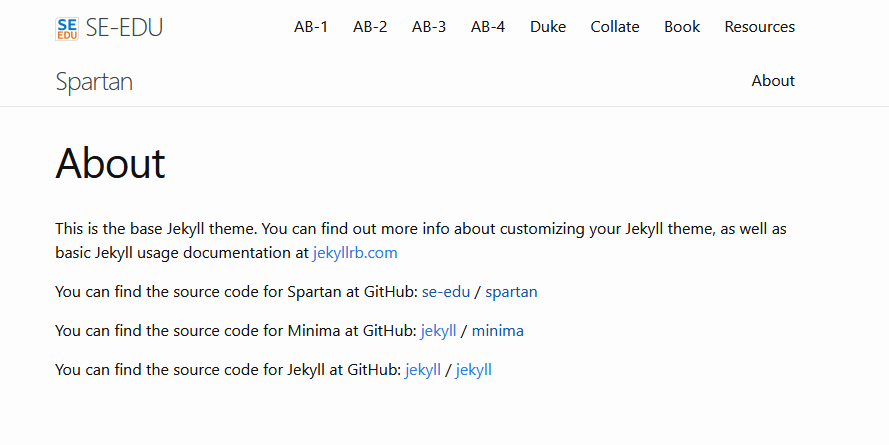 SE EDU SE-EDU AB-1 AB-2 AB-3 AB-4 Duke Collate Book Resources
Spartan About
About
This is the base Jekyll theme. You can find out more info about customizing your Jekyll theme, as well as
basic Jekyll usage documentation at jekyllrb.com
You can find the source code for Spartan at GitHub: se-edu / spartan
You can find the source code for Minima at GitHub: jekyll / minima
You can find the source code for Jekyll at GitHub: jekyll / jekyll